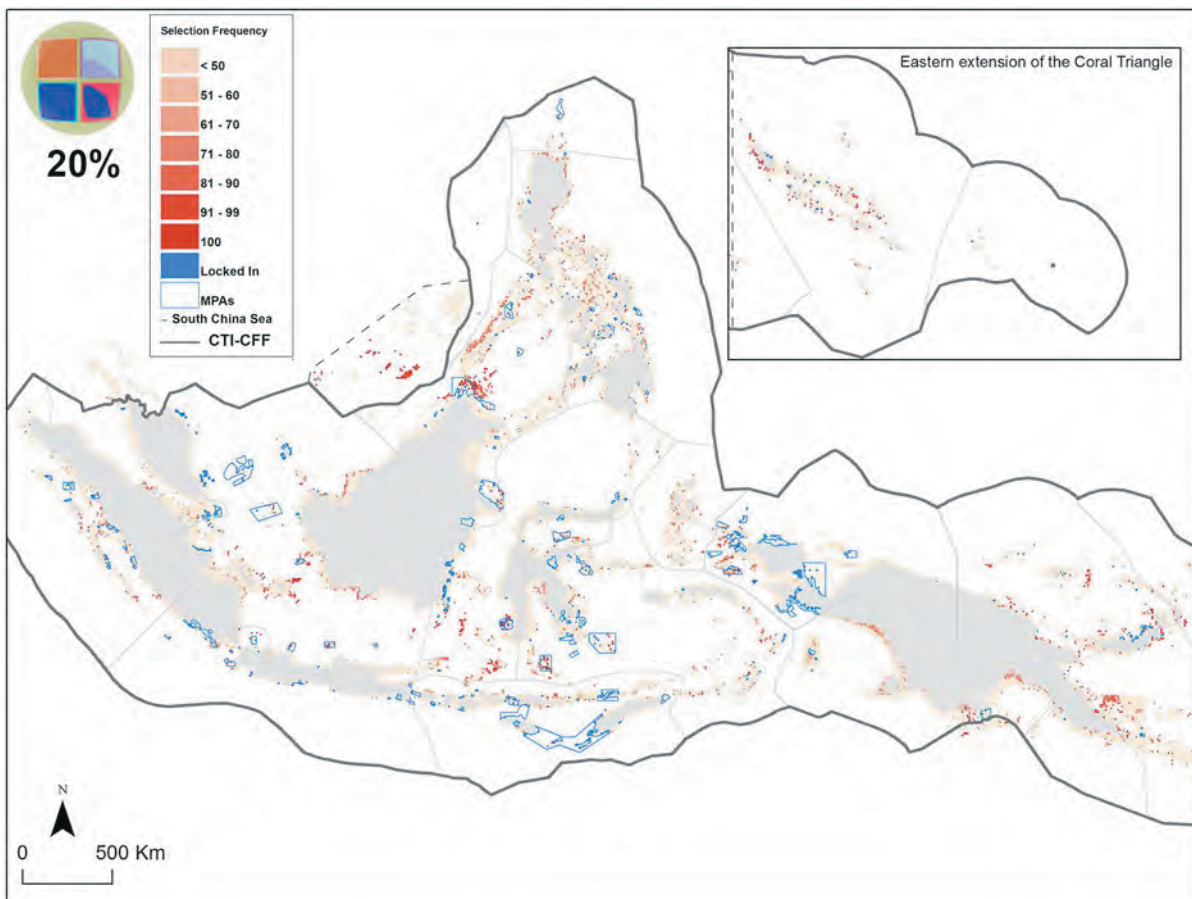 Selection Frequency
< 50
51 - 60
61 - 70
71 - 80
81 - 90
91 - 99
100
Locked In
MPAs
South China Sea
CTI-CFF
20%
Eastern extension of the Coral Triangle
N
0 500 Km